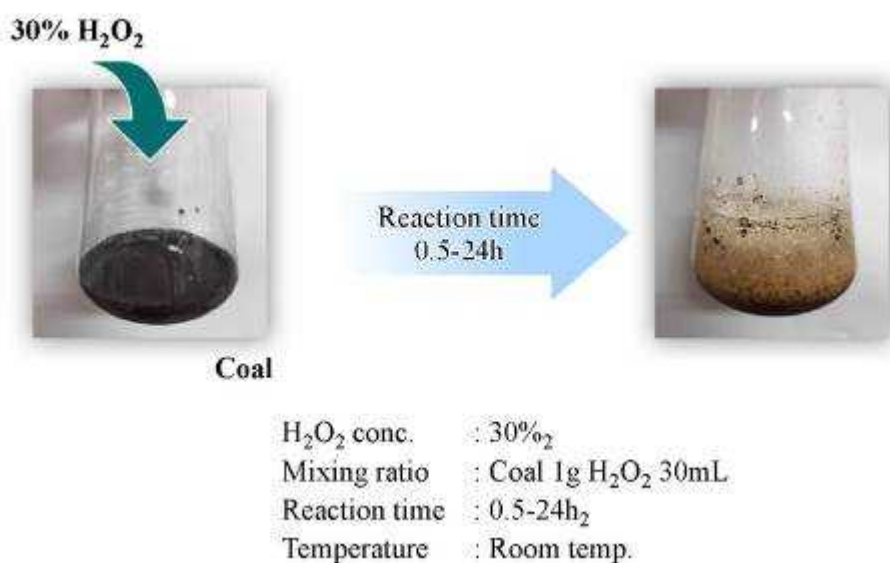 30% H₂O₂
Reaction time
0.5-24h
Coal
H₂O₂ conc. : 30%₂
Mixing ratio : Coal 1g H₂O₂ 30mL
Reaction time : 0.5-24h₂
Temperature : Room temp.